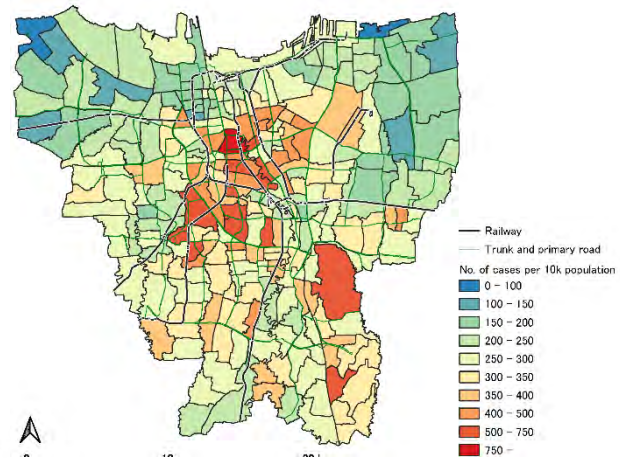 Railway
Trunk and primary road
No. of cases per 10k population
0 - 100
100 - 150
150 - 200
200 - 250
250 - 300
300 - 350
350 - 400
400 - 500
500 - 750
750 -